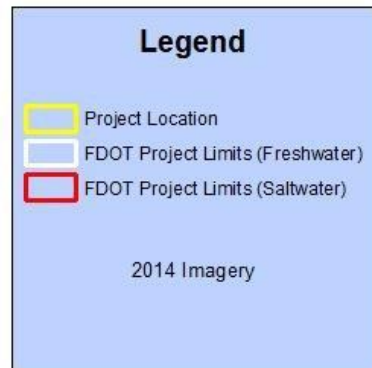 Legend
Project Location
FDOT Project Limits (Freshwater)
FDOT Project Limits (Saltwater)
2014 Imagery